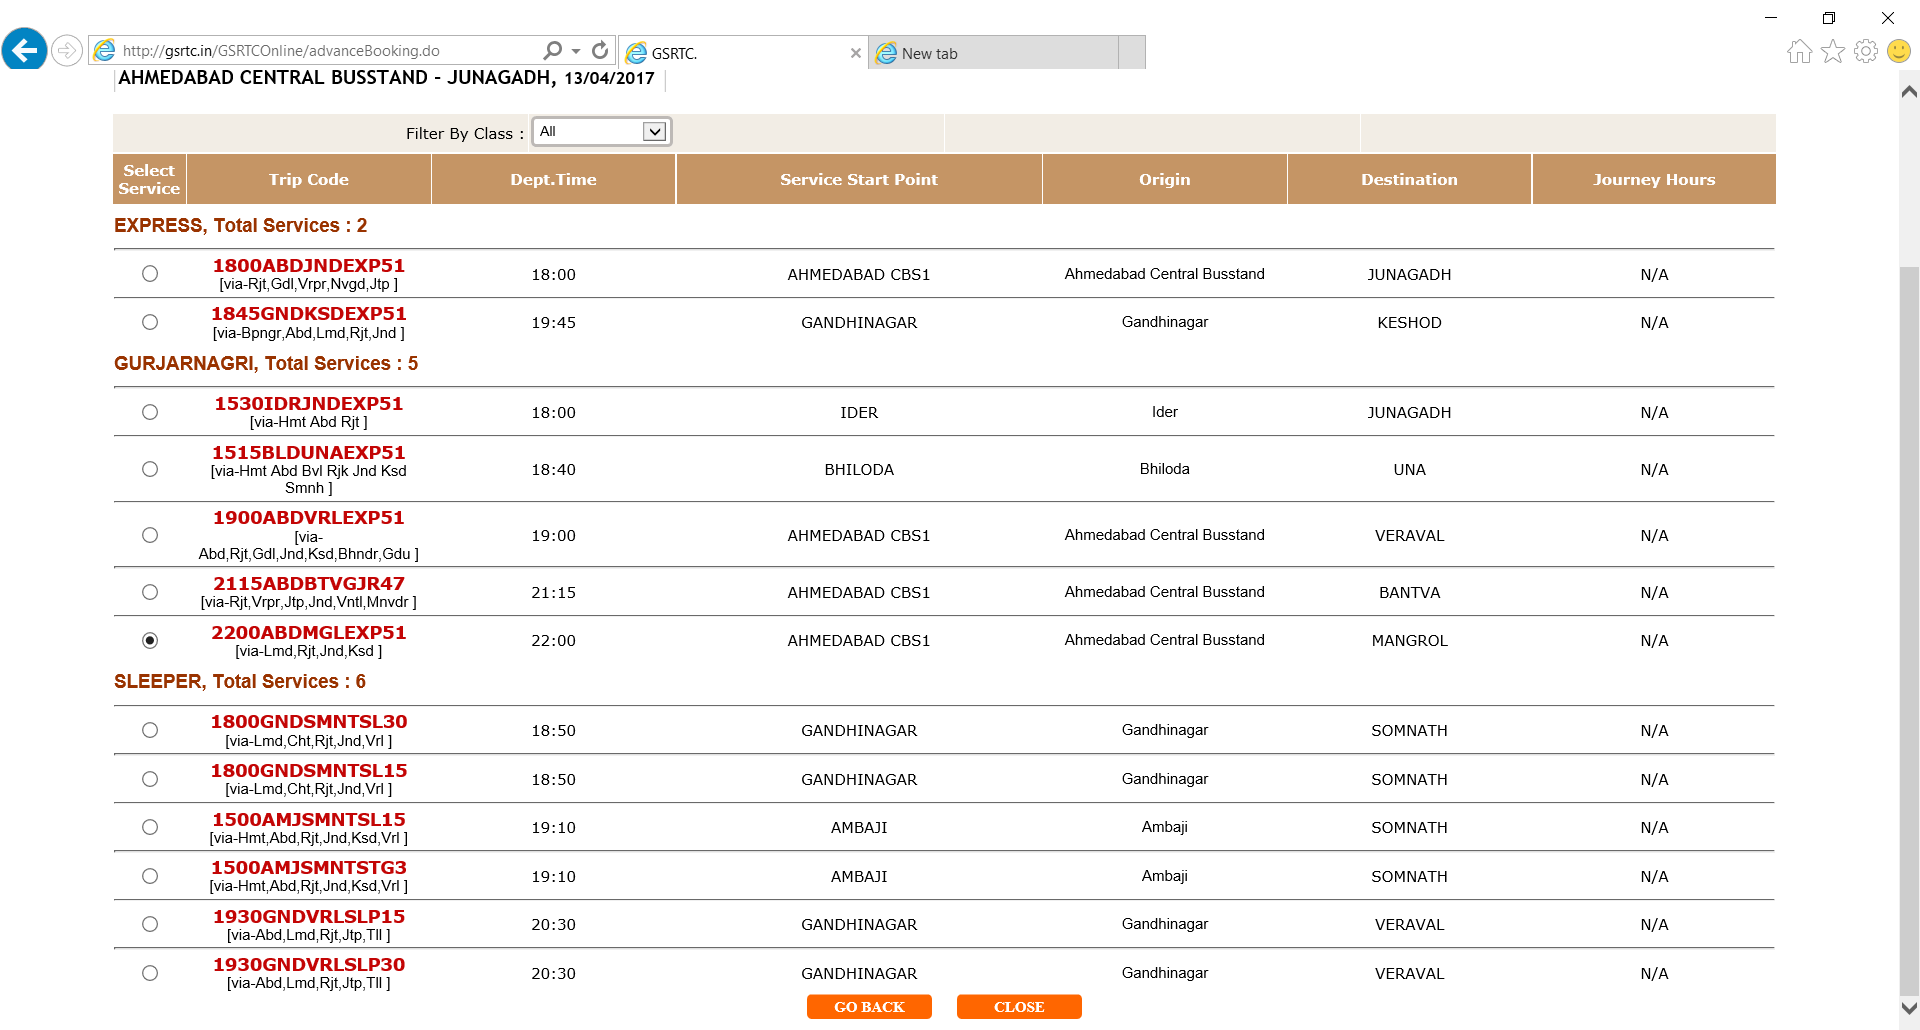 http://gsrtc.in/GSRTCOnline/advanceBooking.do GSRTC. New tab
AHMEDABAD CENTRAL BUSSTAND - JUNAGADH, 13/04/2017
Filter By Class : All
Select Service Trip Code Dept.Time Service Start Point Origin Destination Journey Hours
EXPRESS, Total Services : 2
1800ABDJNDEXP51 18:00 AHMEDABAD CBS1 Ahmedabad Central Busstand JUNAGADH N/A
[via-Rjt,Gdl,Vrpr,Nvgd,Jtp ]
1845GNDKSDEXP51 19:45 GANDHINAGAR Gandhinagar KESHOD N/A
[via-Bpngr,Abd,Lmd,Rjt,Jnd ]
GURJARNAGRI, Total Services : 5
1530IDRJNDEXP51 18:00 IDER Ider JUNAGADH N/A
[via-Hmt Abd Rjt ]
1515BLDUNAEXP51 18:40 BHILODA Bhiloda UNA N/A
[via-Hmt Abd Bvl Rjk Jnd Ksd
Smnh ]
1900ABDVRLEXP51 19:00 AHMEDABAD CBS1 Ahmedabad Central Busstand VERAVAL N/A
[via-
Abd,Rjt,Gdl,Jnd,Ksd,Bhndr,Gdu ]
2115ABDBTVGJR47 21:15 AHMEDABAD CBS1 Ahmedabad Central Busstand BANTVA N/A
[via-Rjt,Vrpr,Jtp,Jnd,Vntl,Mnvdr ]
2200ABDMGLEXP51 22:00 AHMEDABAD CBS1 Ahmedabad Central Busstand MANGROL N/A
[via-Lmd,Rjt,Jnd,Ksd ]
SLEEPER, Total Services : 6
1800GNDSMNTSL30 18:50 GANDHINAGAR Gandhinagar SOMNATH N/A
[via-Lmd,Cht,Rjt,Jnd,Vrl ]
1800GNDSMNTSL15 18:50 GANDHINAGAR Gandhinagar SOMNATH N/A
[via-Lmd,Cht,Rjt,Jnd,Vrl ]
1500AMJSMNTSL15 19:10 AMBAJI Ambaji SOMNATH N/A
[via-Hmt,Abd,Rjt,Jnd,Ksd,Vrl ]
1500AMJSMNTSTG3 19:10 AMBAJI Ambaji SOMNATH N/A
[via-Hmt,Abd,Rjt,Jnd,Ksd,Vrl ]
1930GNDVRLSLP15 20:30 GANDHINAGAR Gandhinagar VERAVAL N/A
[via-Abd,Lmd,Rjt,Jtp,Tll ]
1930GNDVRLSLP30 20:30 GANDHINAGAR Gandhinagar VERAVAL N/A
[via-Abd,Lmd,Rjt,Jtp,Tll ]
GO BACK CLOSE